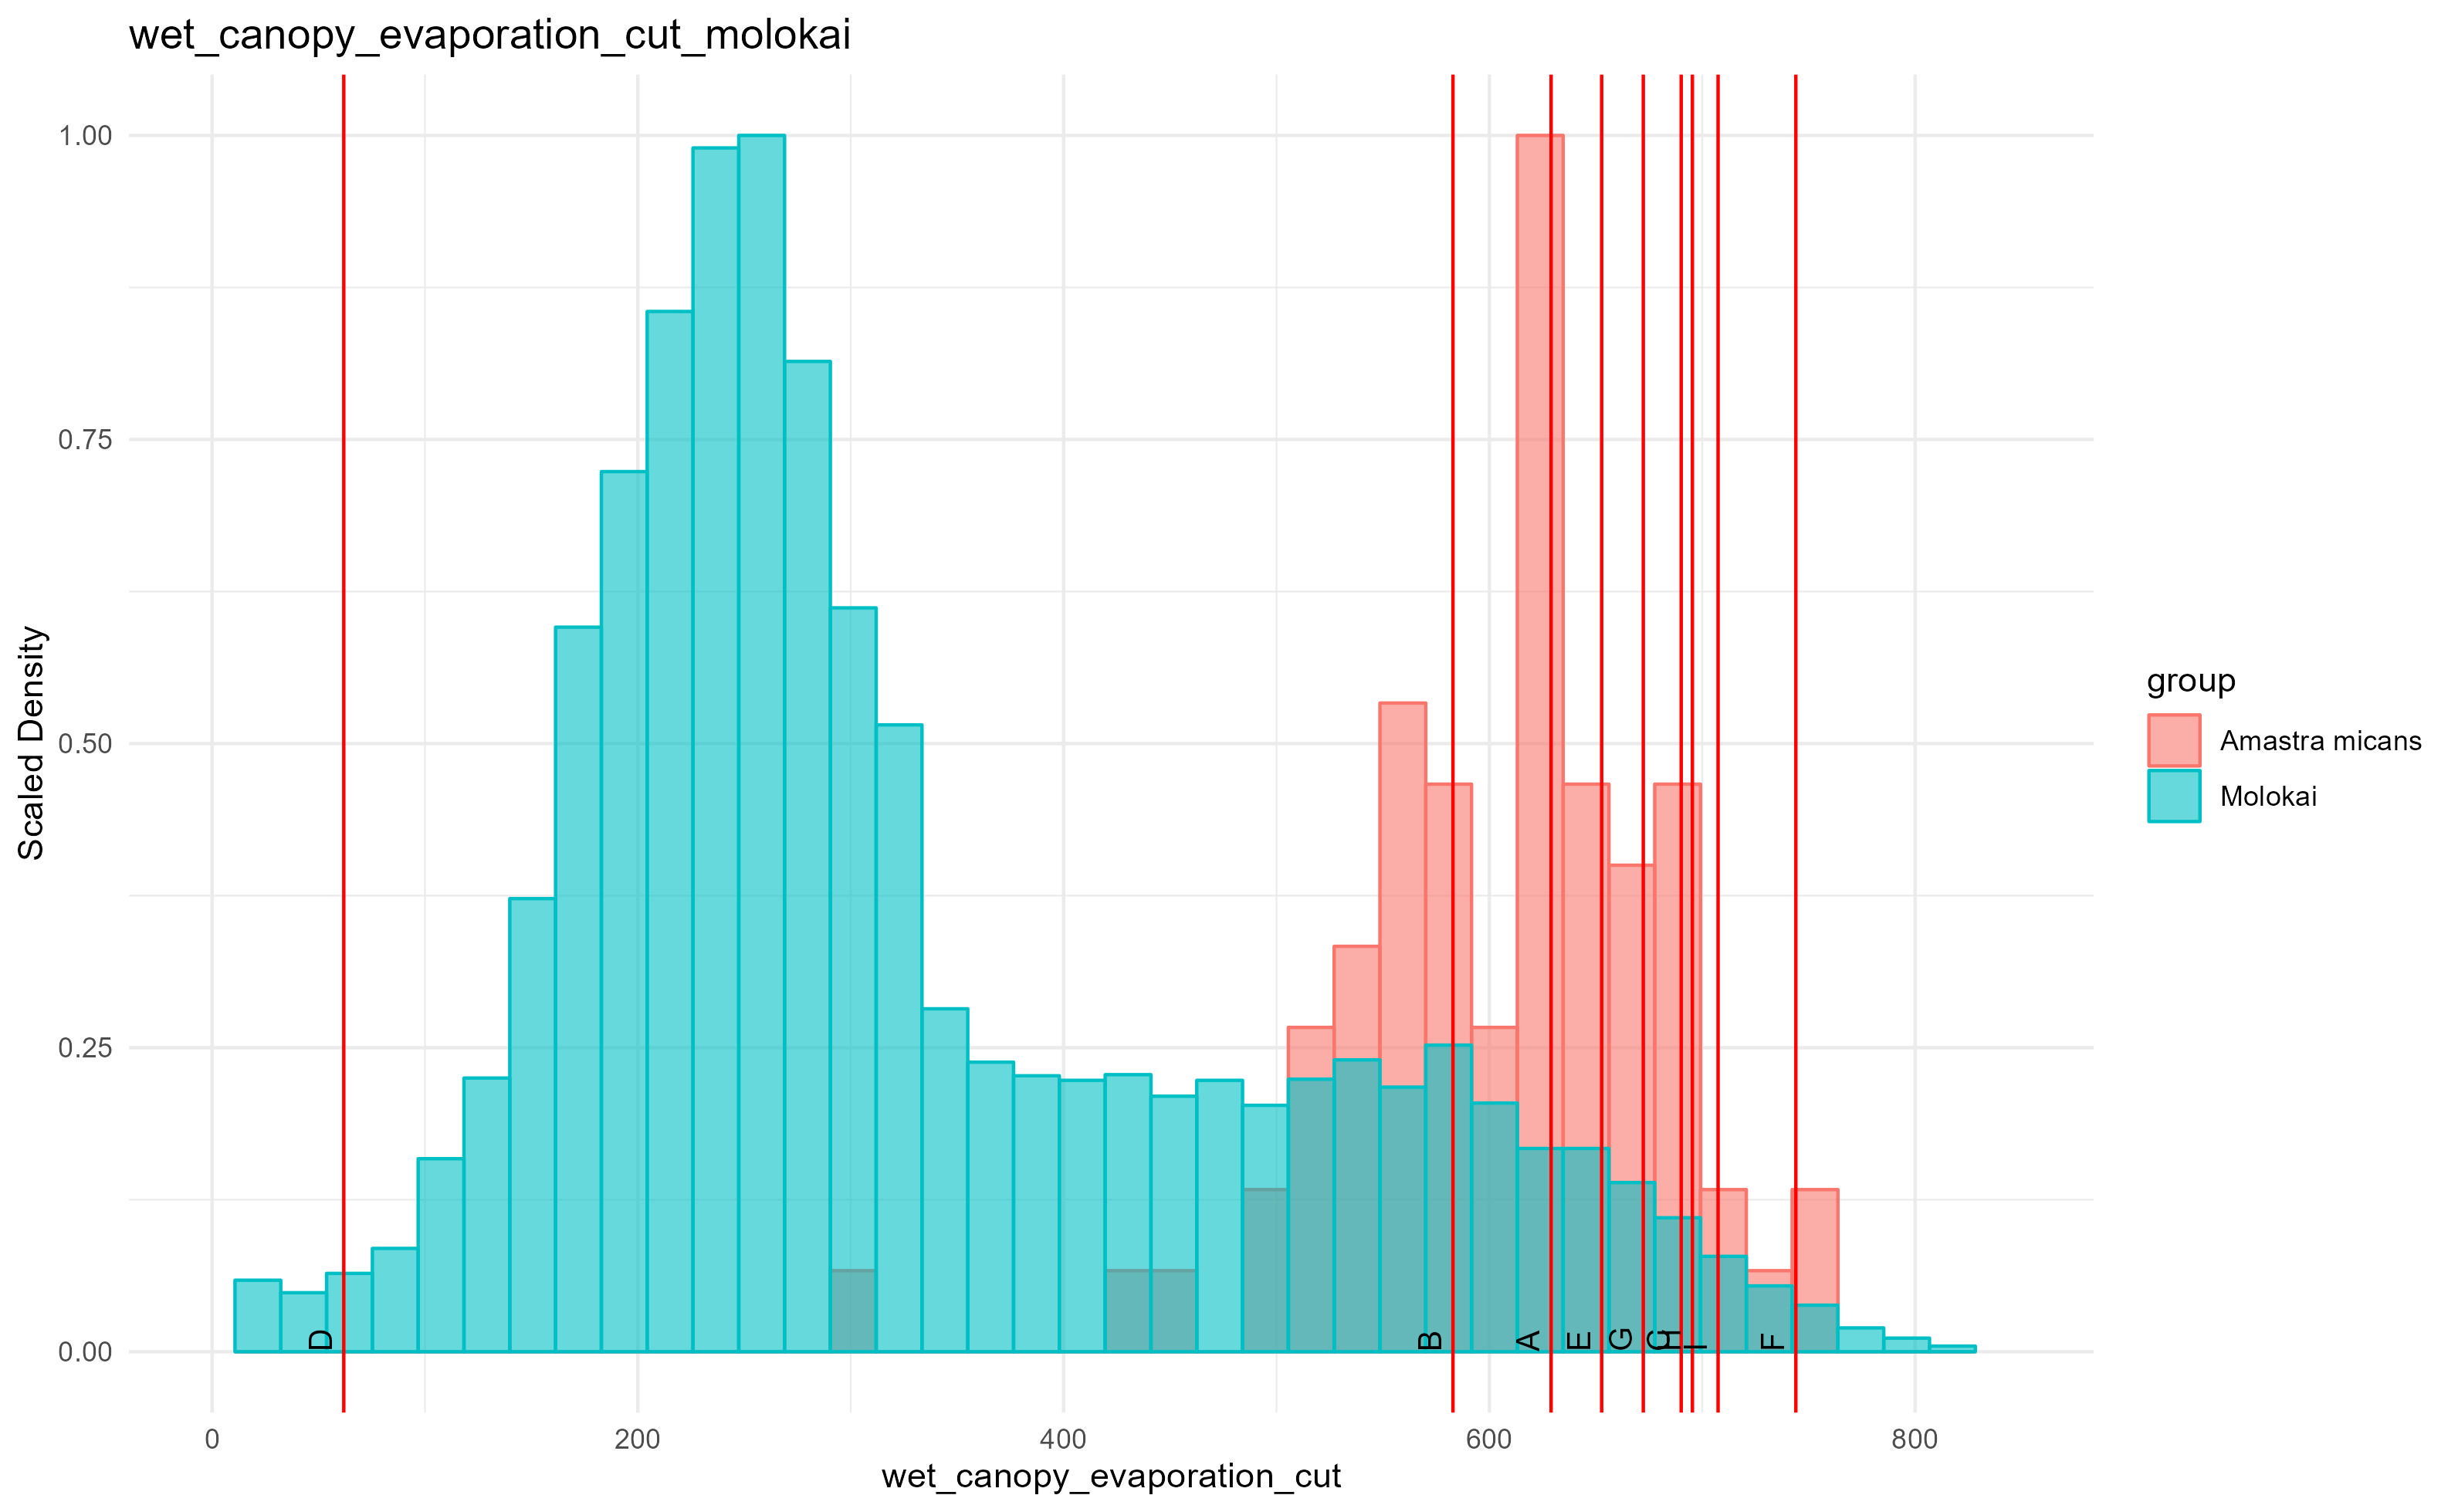 wet_canopy_evaporation_cut_molokai
Scaled Density
1.00
0.75
0.50
0.25
0.00
D
B
A
E
G
C
H
I
F
0
200
400
600
800
wet_canopy_evaporation_cut
group
Amastra micans
Molokai